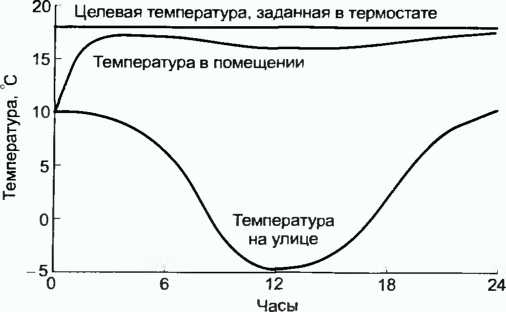 20
Целевая температура, заданная в термостате
15
Температура в помещении
Температура, °С
10
5
0
Температура
на улице
−5
0
6
12
18
24
Часы